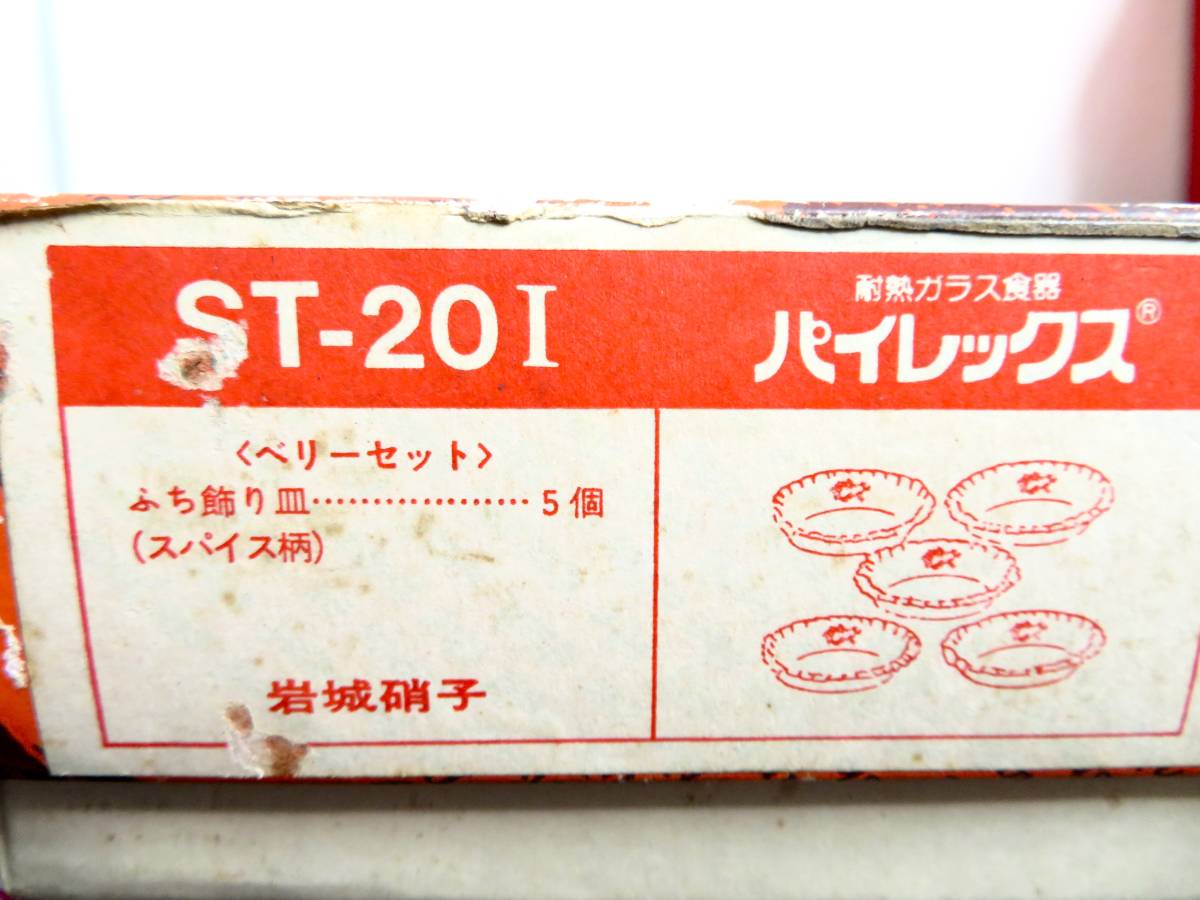 ST-20I
耐熱ガラス食器
パイレックス®
〈ベリーセット〉
ふち飾り皿………………5個
(スパイス柄)
岩城硝子